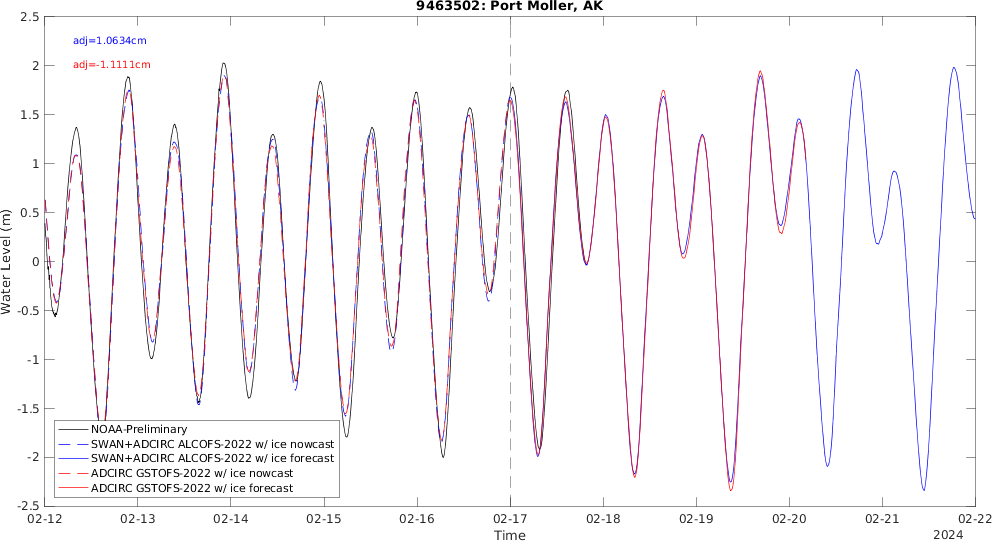 9463502: Port Moller, AK
adj=1.0634cm
adj=-1.1111cm
Water Level (m)
2.5
2
1.5
1
0.5
0
-0.5
-1
-1.5
-2
-2.5
NOAA-Preliminary
SWAN+ADCIRC ALCOFS-2022 w/ ice nowcast
SWAN+ADCIRC ALCOFS-2022 w/ ice forecast
ADCIRC GSTOFS-2022 w/ ice nowcast
ADCIRC GSTOFS-2022 w/ ice forecast
02-12 02-13 02-14 02-15 02-16 02-17 02-18 02-19 02-20 02-21 02-22
Time
2024